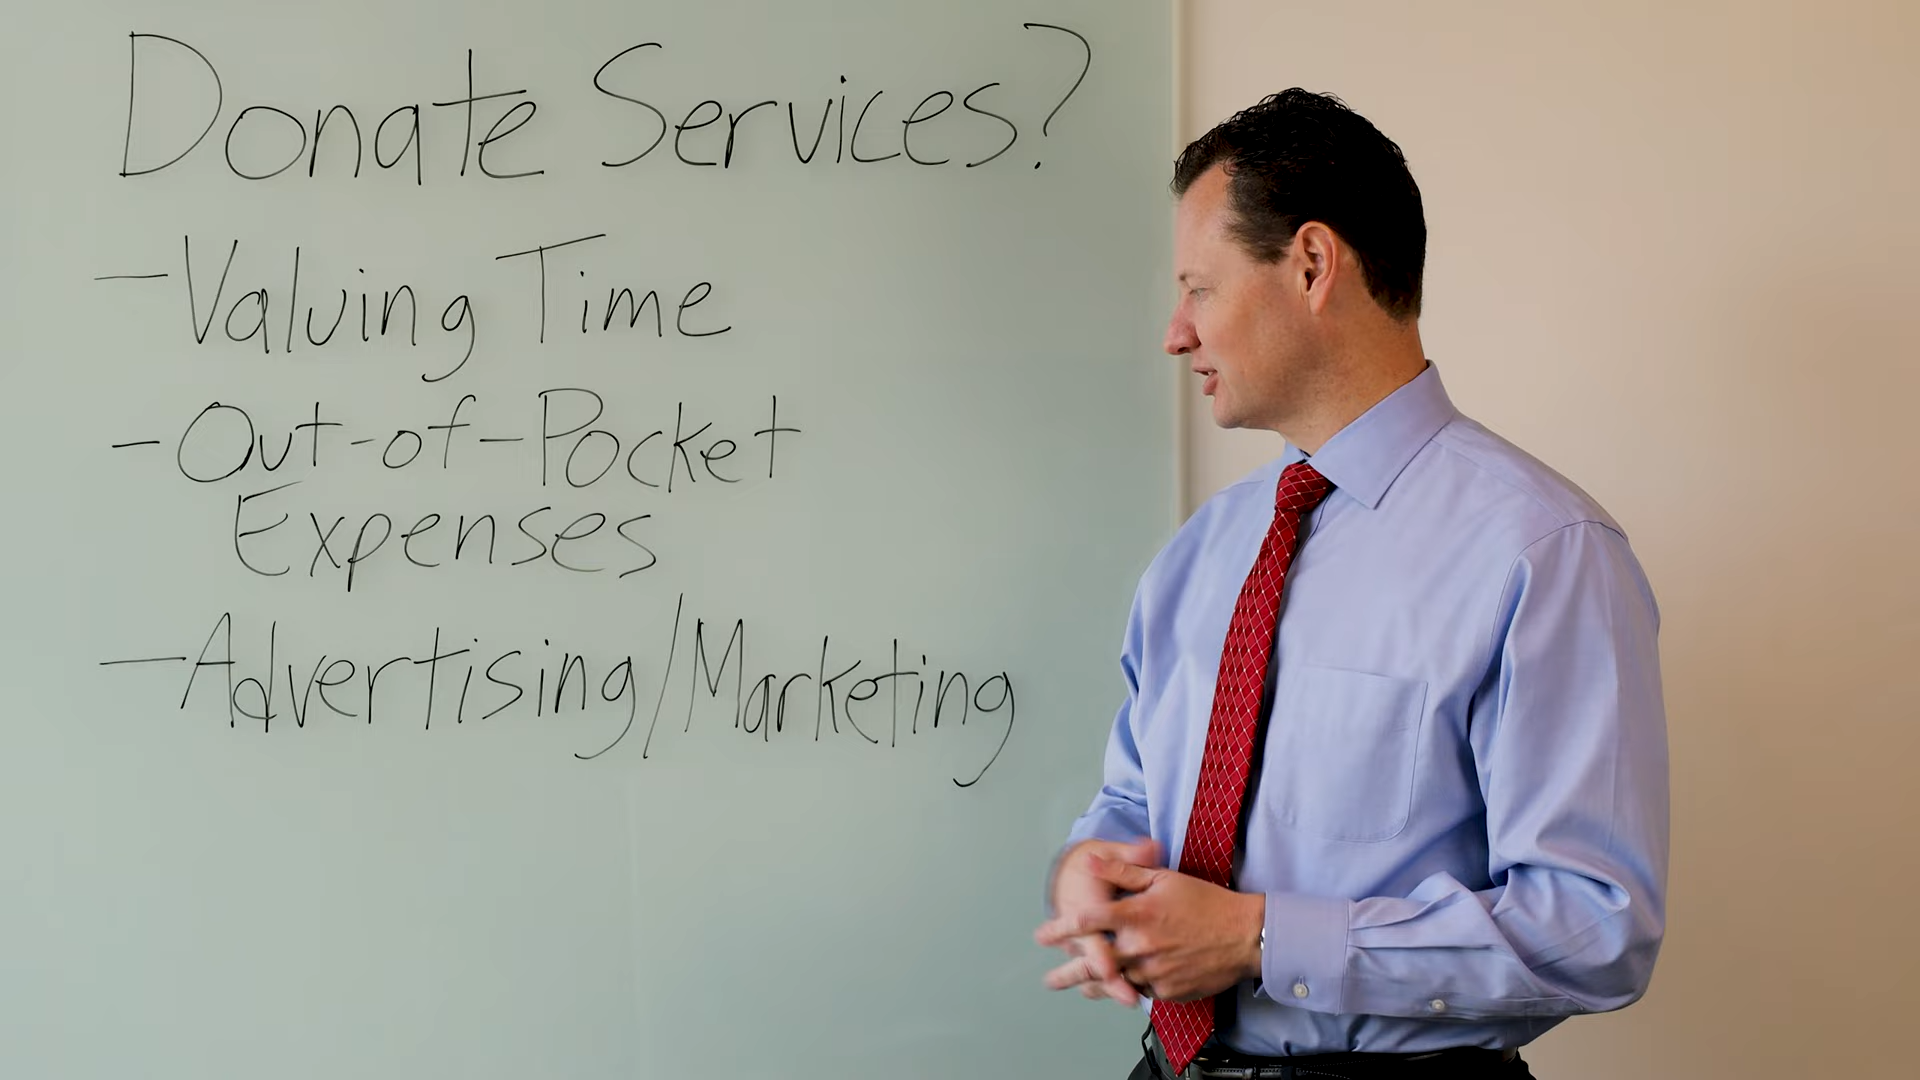 Donate Services?
-Valuing Time
-Out-of-Pocket
Expenses
-Advertising/Marketing